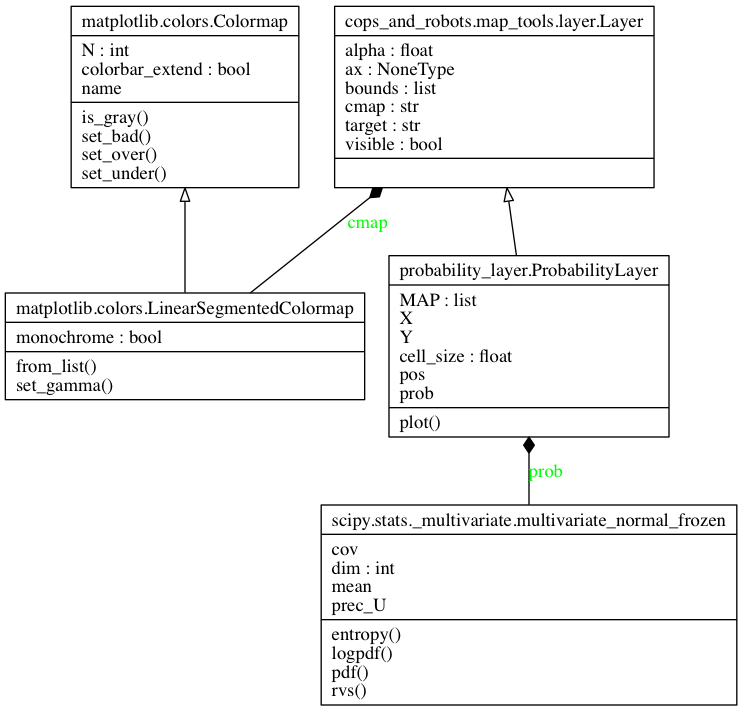 matplotlib.colors.Colormap
N : int
colorbar_extend : bool
name
is_gray()
set_bad()
set_over()
set_under()
cops_and_robots.map_tools.layer.Layer
alpha : float
ax : NoneType
bounds : list
cmap : str
target : str
visible : bool
cmap
matplotlib.colors.LinearSegmentedColormap
monochrome : bool
from_list()
set_gamma()
probability_layer.ProbabilityLayer
MAP : list
X
Y
cell_size : float
pos
prob
plot()
prob
scipy.stats._multivariate.multivariate_normal_frozen
cov
dim : int
mean
prec_U
entropy()
logpdf()
pdf()
rvs()